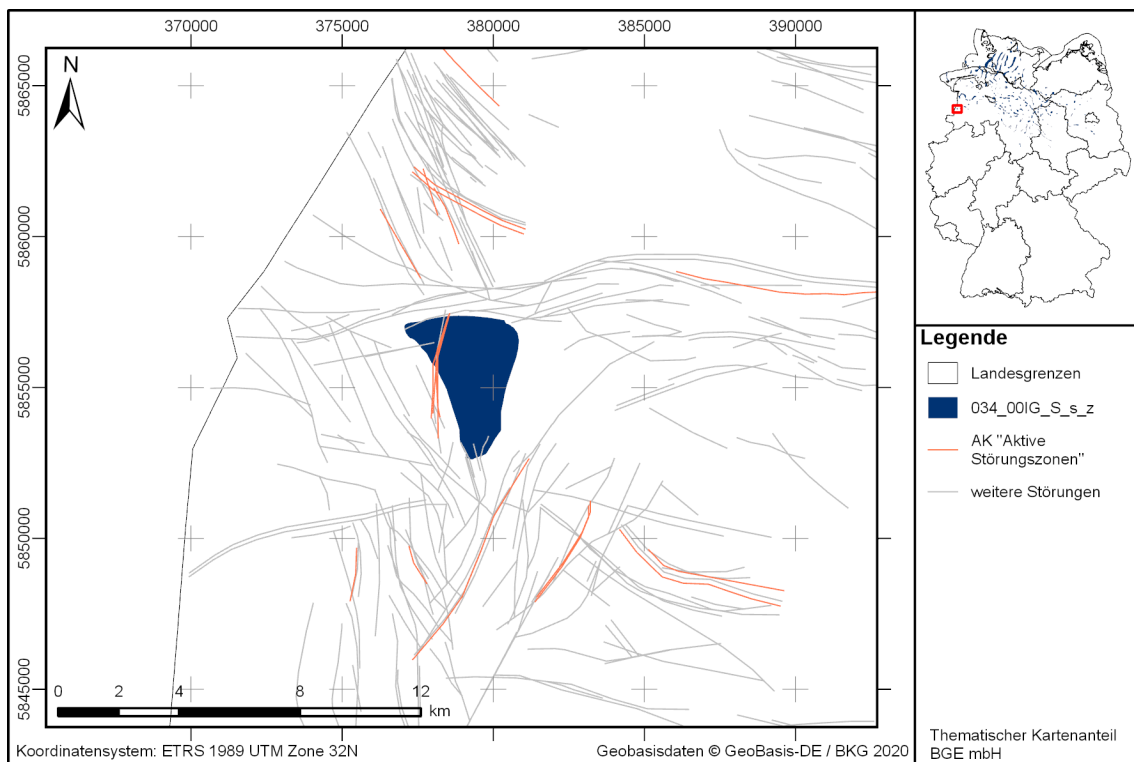 370000 375000 380000 385000 390000
5865000
5860000
5855000
5850000
5845000
N
0 2 4 8 12
km
Koordinatensystem: ETRS 1989 UTM Zone 32N
Geobasisdaten © GeoBasis-DE / BKG 2020
Legende
Landesgrenzen
034_00IG_S_s_z
AK "Aktive
Störungszonen"
weitere Störungen
Thematischer Kartenanteil
BGE mbH